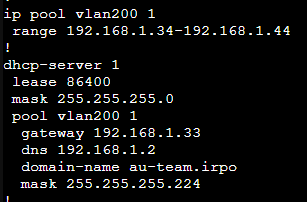 ip pool vlan200 1
range 192.168.1.34-192.168.1.44
!
dhcp-server 1
lease 86400
mask 255.255.255.0
pool vlan200 1
gateway 192.168.1.33
dns 192.168.1.2
domain-name au-team.irpo
mask 255.255.255.224
!